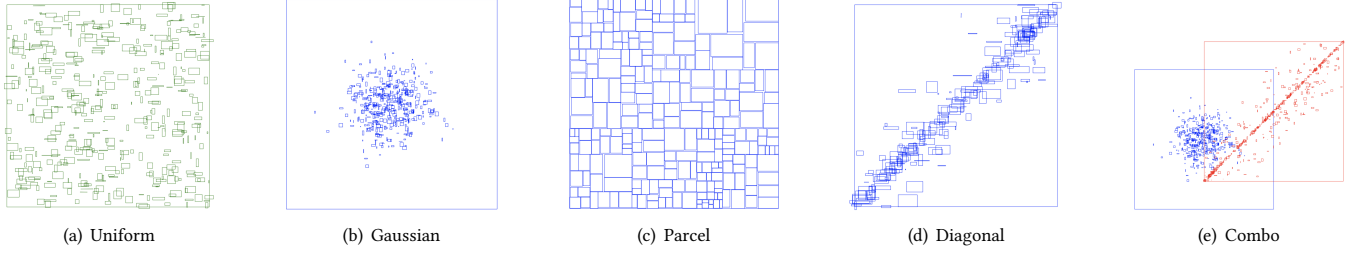 (a) Uniform
(b) Gaussian
(c) Parcel
(d) Diagonal
(e) Combo